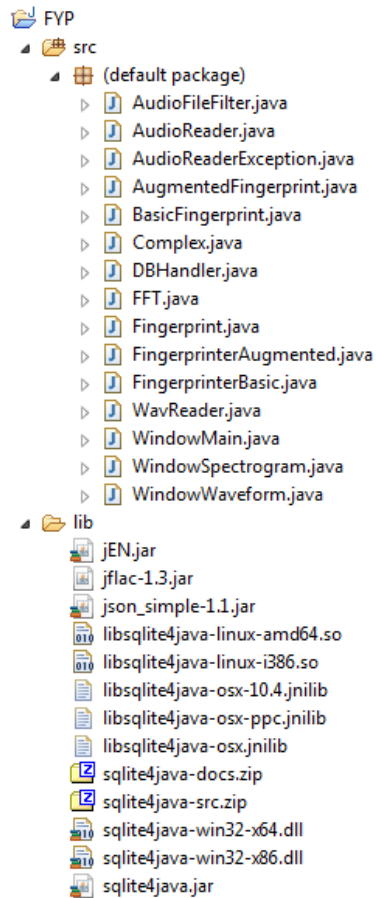 FYP
src
(default package)
AudioFileFilter.java
AudioReader.java
AudioReaderException.java
AugmentedFingerprint.java
BasicFingerprint.java
Complex.java
DBHandler.java
FFT.java
Fingerprint.java
FingerprinterAugmented.java
FingerprinterBasic.java
WavReader.java
WindowMain.java
WindowSpectrogram.java
WindowWaveform.java
lib
jEN.jar
jflac-1.3.jar
json_simple-1.1.jar
libsqlite4java-linux-amd64.so
libsqlite4java-linux-i386.so
libsqlite4java-osx-10.4.jnilib
libsqlite4java-osx-ppc.jnilib
libsqlite4java-osx.jnilib
sqlite4java-docs.zip
sqlite4java-src.zip
sqlite4java-win32-x64.dll
sqlite4java-win32-x86.dll
sqlite4java.jar